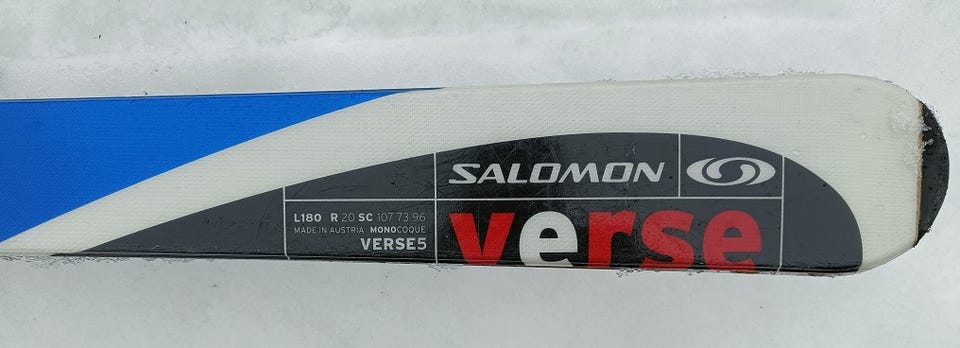 SALOMON
L180 R 20 SC 107 73 96
MADE IN AUSTRIA MONOCOQUE
VERSE5
verse